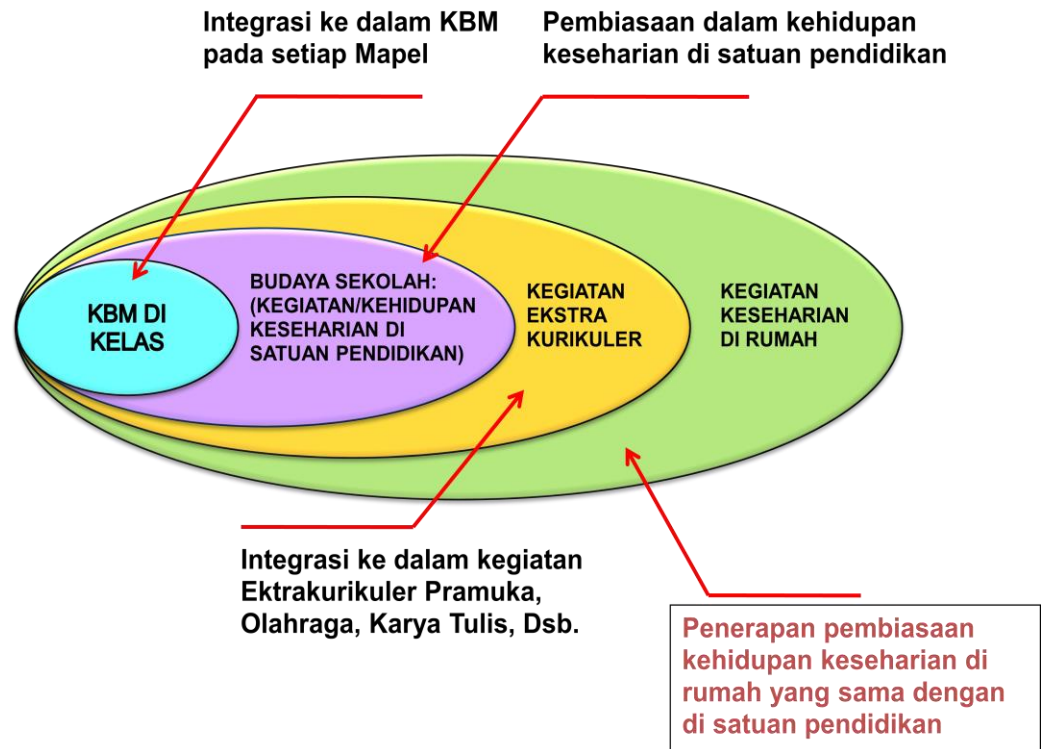 Integrasi ke dalam KBM
pada setiap Mapel
Pembiasaan dalam kehidupan
keseharian di satuan pendidikan
KBM DI
KELAS
BUDAYA SEKOLAH:
(KEGIATAN/KEHIDUPAN
KESEHARIAN DI
SATUAN PENDIDIKAN)
KEGIATAN
EKSTRA
KURIKULER
KEGIATAN
KESEHARIAN
DI RUMAH
Integrasi ke dalam kegiatan
Ektrakurikuler Pramuka,
Olahraga, Karya Tulis, Dsb.
Penerapan pembiasaan
kehidupan keseharian di
rumah yang sama dengan
di satuan pendidikan